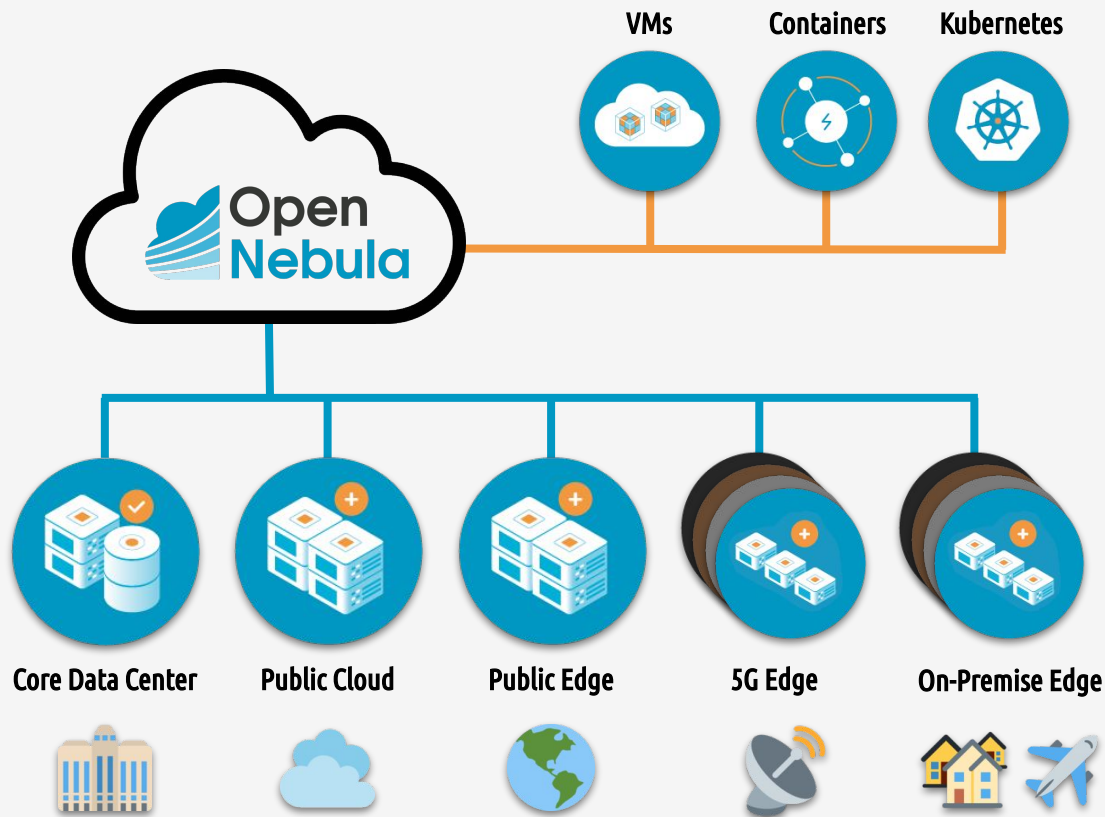 VMs
Containers
Kubernetes
Open
Nebula
Core Data Center
Public Cloud
Public Edge
5G Edge
On-Premise Edge